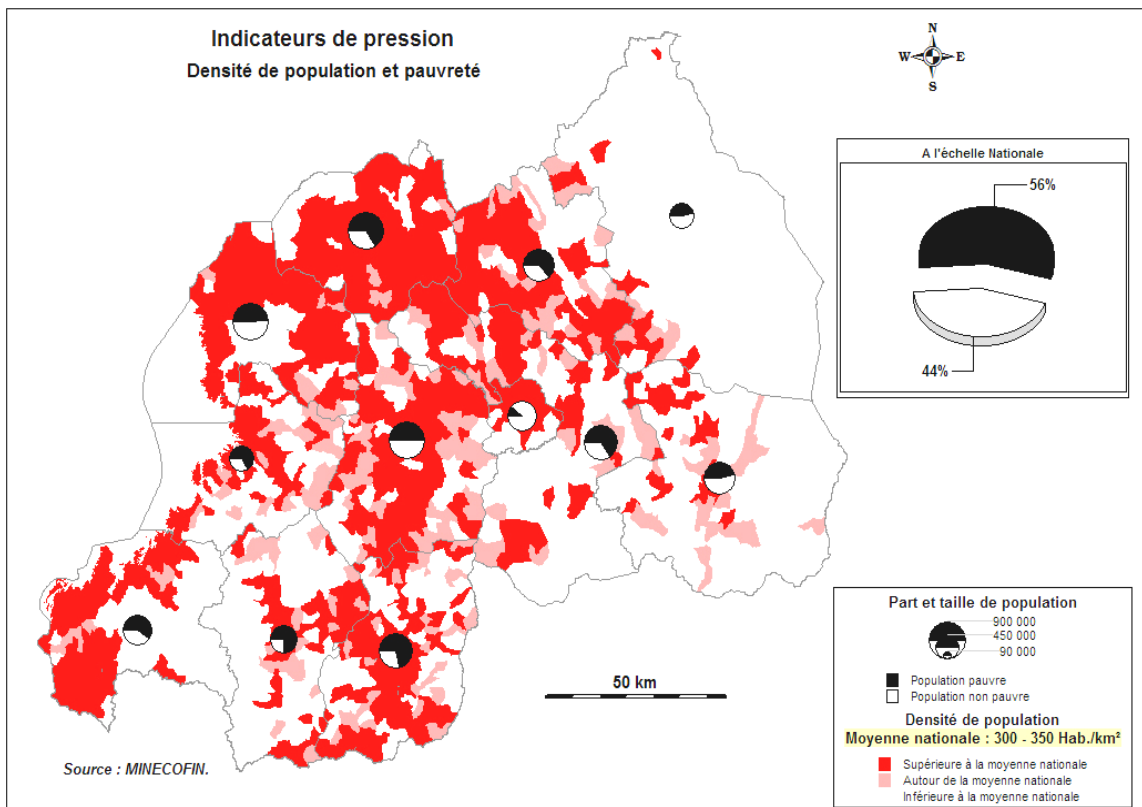 Indicateurs de pression
Densité de population et pauvreté
N
W E
S
A l'échelle Nationale
56%
44%
50 km
Source : MINECOFIN.
Part et taille de population
900 000
450 000
90 000
Population pauvre
Population non pauvre
Densité de population
Moyenne nationale : 300 - 350 Hab./km²
Supérieure à la moyenne nationale
Autour de la moyenne nationale
Inférieure à la moyenne nationale